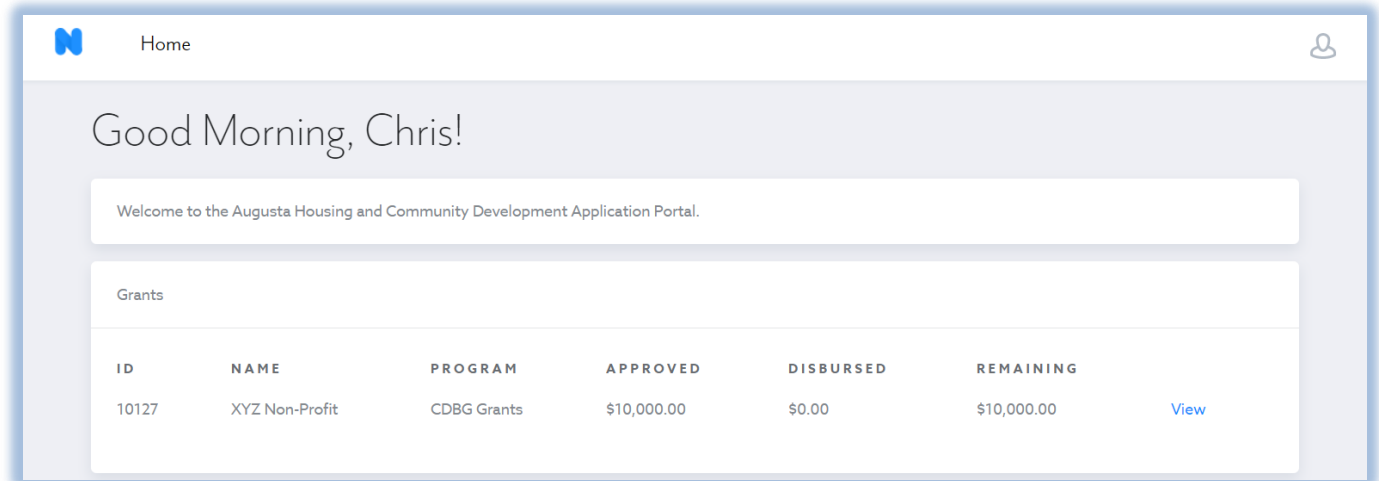 N Home
Good Morning, Chris!
Welcome to the Augusta Housing and Community Development Application Portal.
Grants
ID NAME PROGRAM APPROVED DISBURSED REMAINING
10127 XYZ Non-Profit CDBG Grants $10,000.00 $0.00 $10,000.00 View